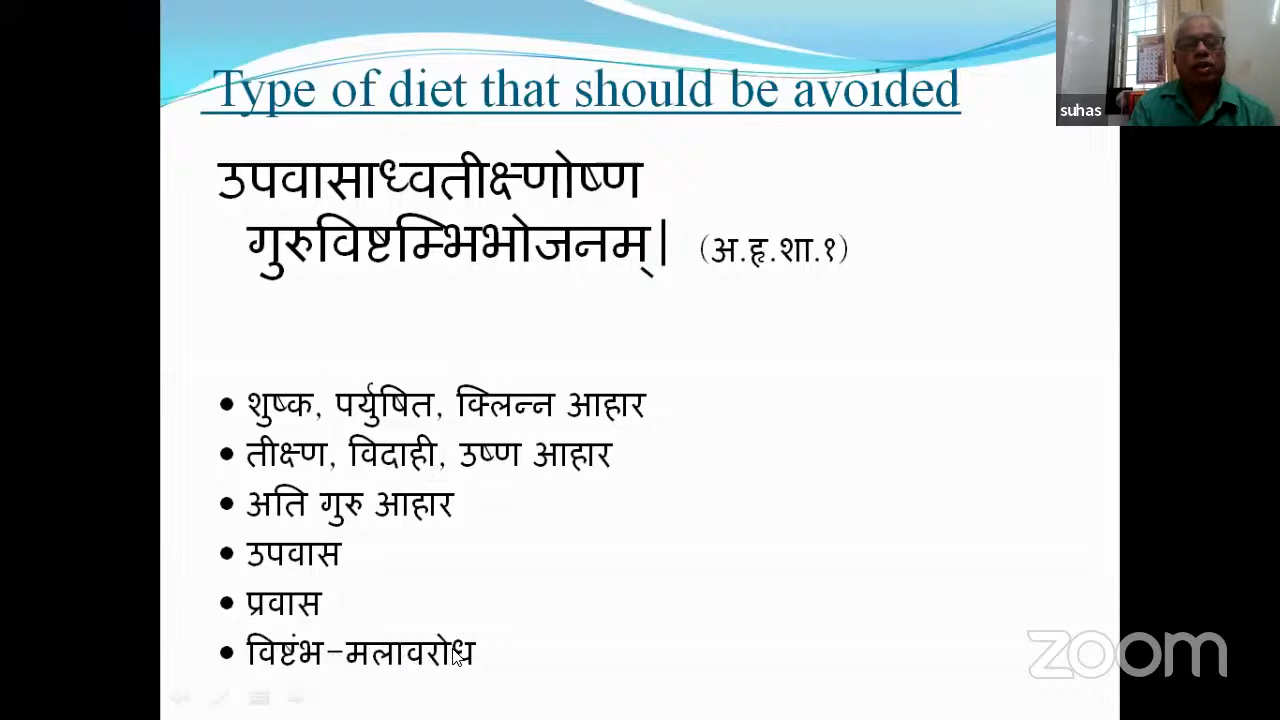 Type of diet that should be avoided
suhas
उपवासाध्वतीक्ष्णोष्ण
गुरुविष्टम्भिभोजनम्| (अ.हृ.शा.१)
• शुष्क, पर्युषित, क्लिन्न आहार
• तीक्ष्ण, विदाही, उष्ण आहार
• अति गुरु आहार
• उपवास
• प्रवास
• विष्टंभ-मलावरोध
zoom